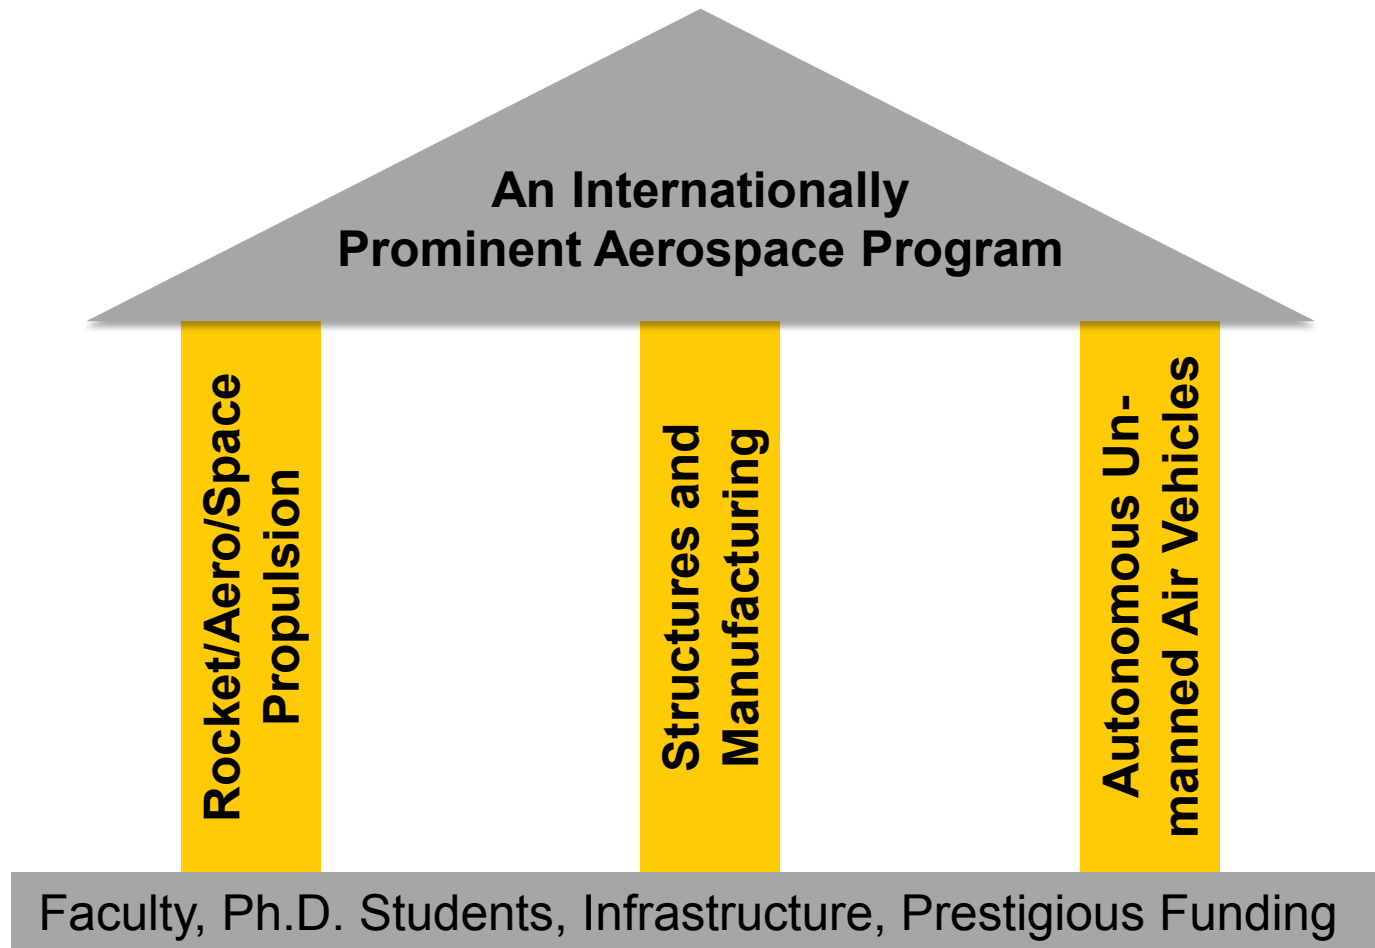 An Internationally
Prominent Aerospace Program
Rocket/Aero/Space
Propulsion
Structures and
Manufacturing
Autonomous Un-
manned Air Vehicles
Faculty, Ph.D. Students, Infrastructure, Prestigious Funding